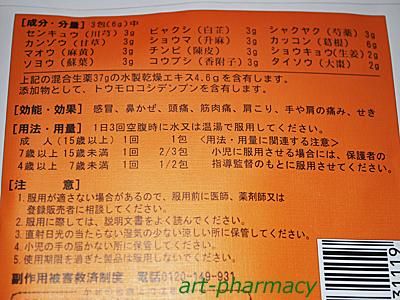 【成分・分量】3包(6g)中
センキュウ(川芎) 3g ビャクシ(白芷) 3g シャクヤク(芍薬) 3g
カンゾウ(甘草) 3g ショウマ(升麻) 3g カッコン(葛根) 6g
マオウ(麻黄) 3g チンピ(陳皮) 3g ショウキョウ(生姜) 2g
ソヨウ(蘇葉) 3g コウブシ(香附子) 3g タイソウ(大棗) 2g
上記の混合生薬37gの水製乾燥エキス4.6gを含有します。
添加物として、トウモロコシデンプンを含有します。
【効能・効果】感冒、鼻かぜ、頭痛、筋肉痛、肩こり、手や肩の痛み、せき
【用法・用量】1日3回空腹時に水又は温湯で服用してください。
成 人(15歳以上) 1回 1包 <用法・用量に関連する注意>
7歳以上15歳未満 1回 2/3包 小児に服用させる場合には、保護者の
4歳以上 7歳未満 1回 1/2包 指導監督のもとに服用させてください。
【注 意】
1.服用が適さない場合があるので、服用前に医師、薬剤師又は
登録販売者に相談してください。
2.服用に際しては、説明文書をよく読んでください。
3.直射日光の当たらない湿気の少ない涼しい所に保管してください。
4.小児の手の届かない所に保管してください。
5.使用期限を過ぎた製品は服用しないでください。
副作用被害救済制度 電話0120-149-931
art-pharmacy
31119